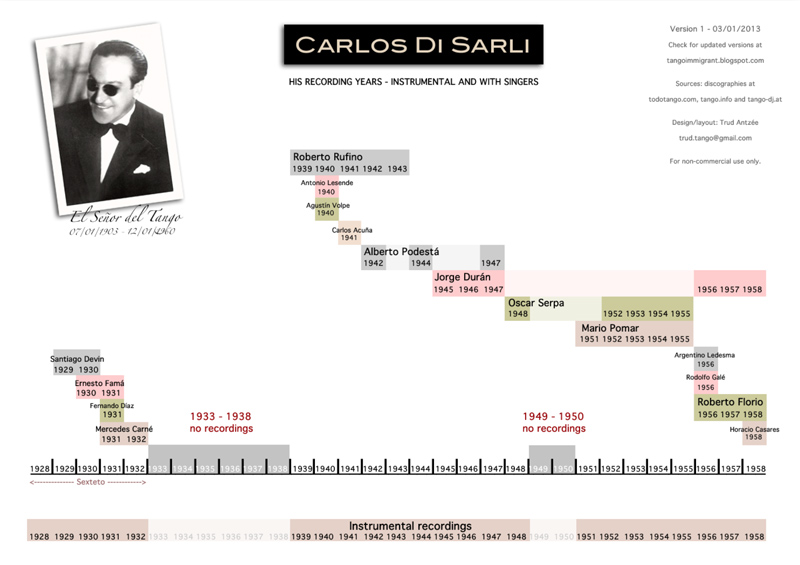 CARLOS DI SARLI
HIS RECORDING YEARS - INSTRUMENTAL AND WITH SINGERS
Version 1 - 03/01/2013
Check for updated versions at
tangoimmigrant.blogspot.com
Sources: discographies at
todotango.com, tango.info and tango-dj.at
Design/layout: Trud Antzée
trud.tango@gmail.com
For non-commercial use only.
El Señor del Tango
07/01/1903 - 12/01/1960
Roberto Rufino
1939 1940 1941 1942 1943
Antonio Lesende
1940
Agustín Volpe
1940
Carlos Acuña
1941
Alberto Podestá
1942 1944 1947
Jorge Durán
1945 1946 1947 1956 1957 1958
Oscar Serpa
1948 1952 1953 1954 1955
Mario Pomar
1951 1952 1953 1954 1955
Argentino Ledesma
1956
Rodolfo Galé
1956
Roberto Florio
1956 1957 1958
Horacio Casares
1958
Santiago Devin
1929 1930
Ernesto Famá
1930 1931
Fernando Díaz
1931
Mercedes Carné
1931 1932
1933 - 1938
no recordings
1949 - 1950
no recordings
1928 1929 1930 1931 1932 1933 1934 1935 1936 1937 1938 1939 1940 1941 1942 1943 1944 1945 1946 1947 1948 1949 1950 1951 1952 1953 1954 1955 1956 1957 1958
<-------------- Sexteto ------------>
Instrumental recordings
1928 1929 1930 1931 1932 1933 1934 1935 1936 1937 1938 1939 1940 1941 1942 1943 1944 1945 1946 1947 1948 1949 1950 1951 1952 1953 1954 1955 1956 1957 1958